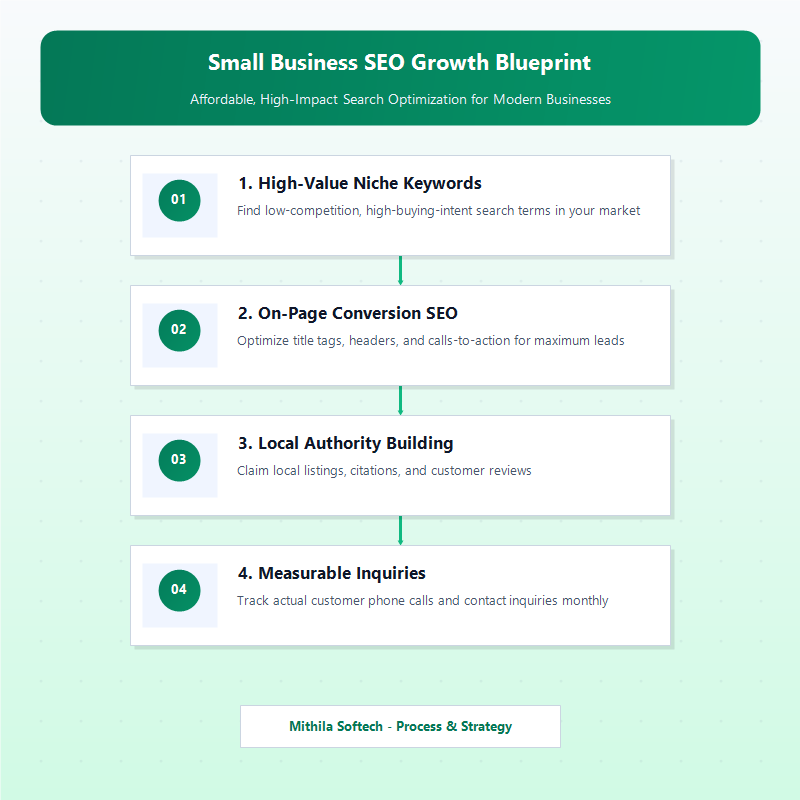 Small Business SEO Growth Blueprint
Affordable, High-Impact Search Optimization for Modern Businesses
01
1. High-Value Niche Keywords
Find low-competition, high-buying-intent search terms in your market
02
2. On-Page Conversion SEO
Optimize title tags, headers, and calls-to-action for maximum leads
03
3. Local Authority Building
Claim local listings, citations, and customer reviews
04
4. Measurable Inquiries
Track actual customer phone calls and contact inquiries monthly
Mithila Softech - Process & Strategy